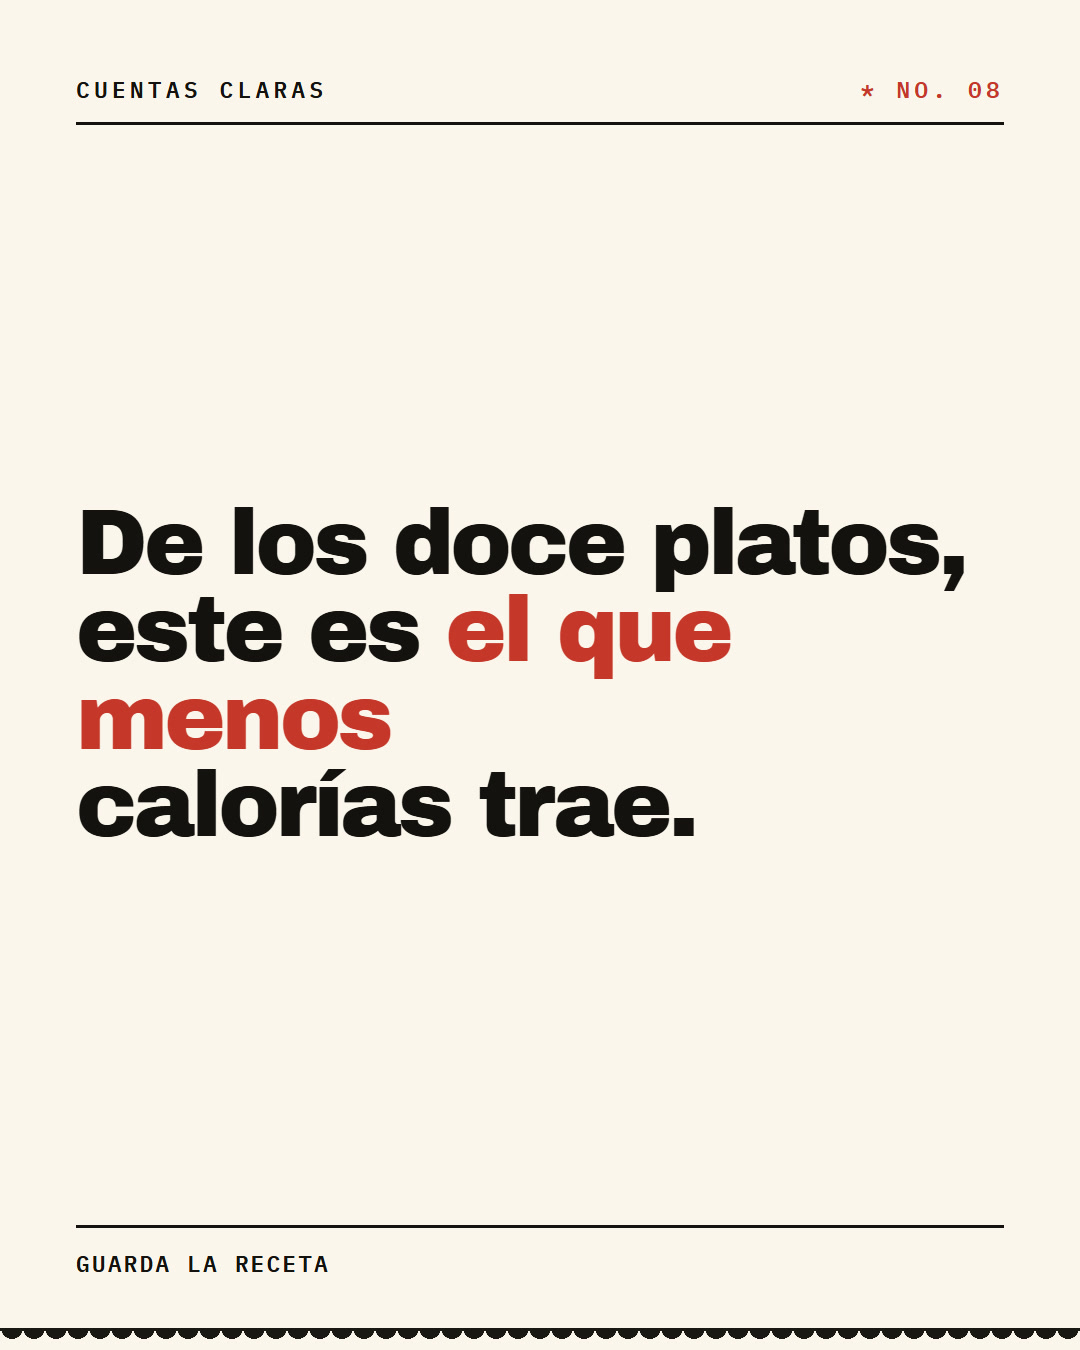 CUENTAS CLARAS
* NO. 08
De los doce platos,
este es el que
menos
calorías trae.
GUARDA LA RECETA